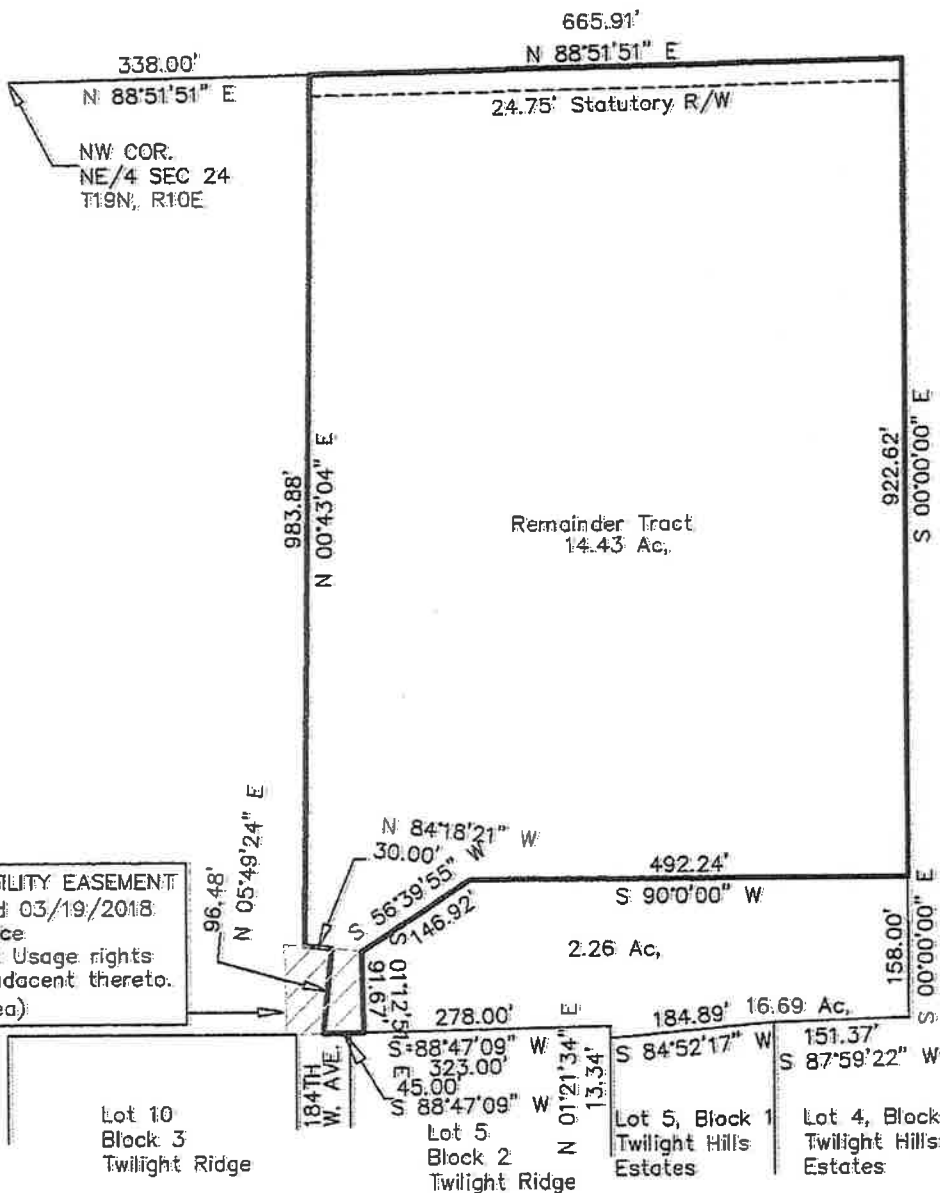 665.91'
N 88°51'51" E
338.00'
N 88°51'51" E
24.75' Statutory R/W
NW COR.
NE/4 SEC 24
T19N, R10E
983.88'
N 00°43'04" E
922.62'
S 00°00'00" E
Remainder Tract
14.43 Ac,
N 84°18'21" W
30.00'
96.48'
N 05°49'24" E
S 56°39'55" W
146.92'
492.24'
S 90°0'00" W
ILITY EASEMENT
03/19/2018
Usage rights
adjacent thereto.
S 01°12'51" E
91.67'
2.26 Ac,
158.00'
S 00°00'00" E
278.00'
S 88°47'09" W
323.00'
45.00'
S 88°47'09" W
N 01°21'34" E
13.34'
184.89'
16.69 Ac,
S 84°52'17" W
151.37'
S 87°59'22" W
184TH
W. AVE.
Lot 10
Block 3
Twilight Ridge
Lot 5
Block 2
Twilight Ridge
Lot 5, Block 1
Twilight Hills
Estates
Lot 4, Block
Twilight Hills
Estates